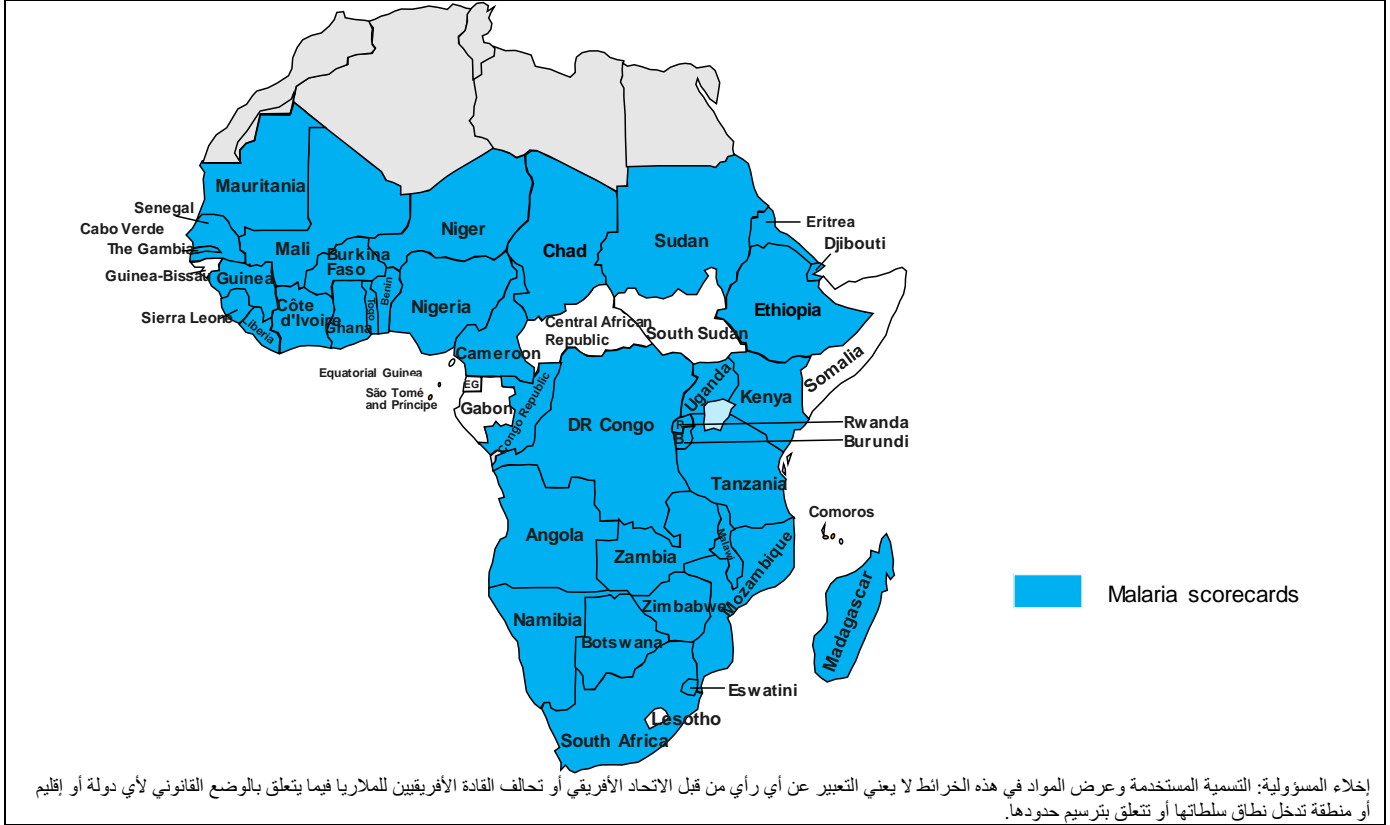 Mauritania
Senegal
Cabo Verde
The Gambia
Guinea-Bissau
Guinea
Sierra Leone
Liberia
Côte
d'Ivoire
Mali
Burkina
Faso
Ghana
Togo
Benin
Niger
Nigeria
Chad
Sudan
Eritrea
Djibouti
Ethiopia
Central African
Republic
South Sudan
Somalia
Cameroon
Equatorial Guinea
EG
São Tomé
and Príncipe
Gabon
Congo Republic
DR Congo
Uganda
Kenya
R
Rwanda
B
Burundi
Tanzania
Comoros
Angola
Zambia
Malawi
Mozambique
Zimbabwe
Namibia
Botswana
Madagascar
Eswatini
Lesotho
South Africa
Malaria scorecards
إخلاء المسؤولية: التسمية المستخدمة وعرض المواد في هذه الخرائط لا يعني التعبير عن أي رأي من قبل الاتحاد الأفريقي أو تحالف القادة الأفريقيين للملاريا فيما يتعلق بالوضع القانوني لأي دولة أو إقليم
أو منطقة تدخل نطاق سلطاتها أو تتعلق بترسيم حدودها.